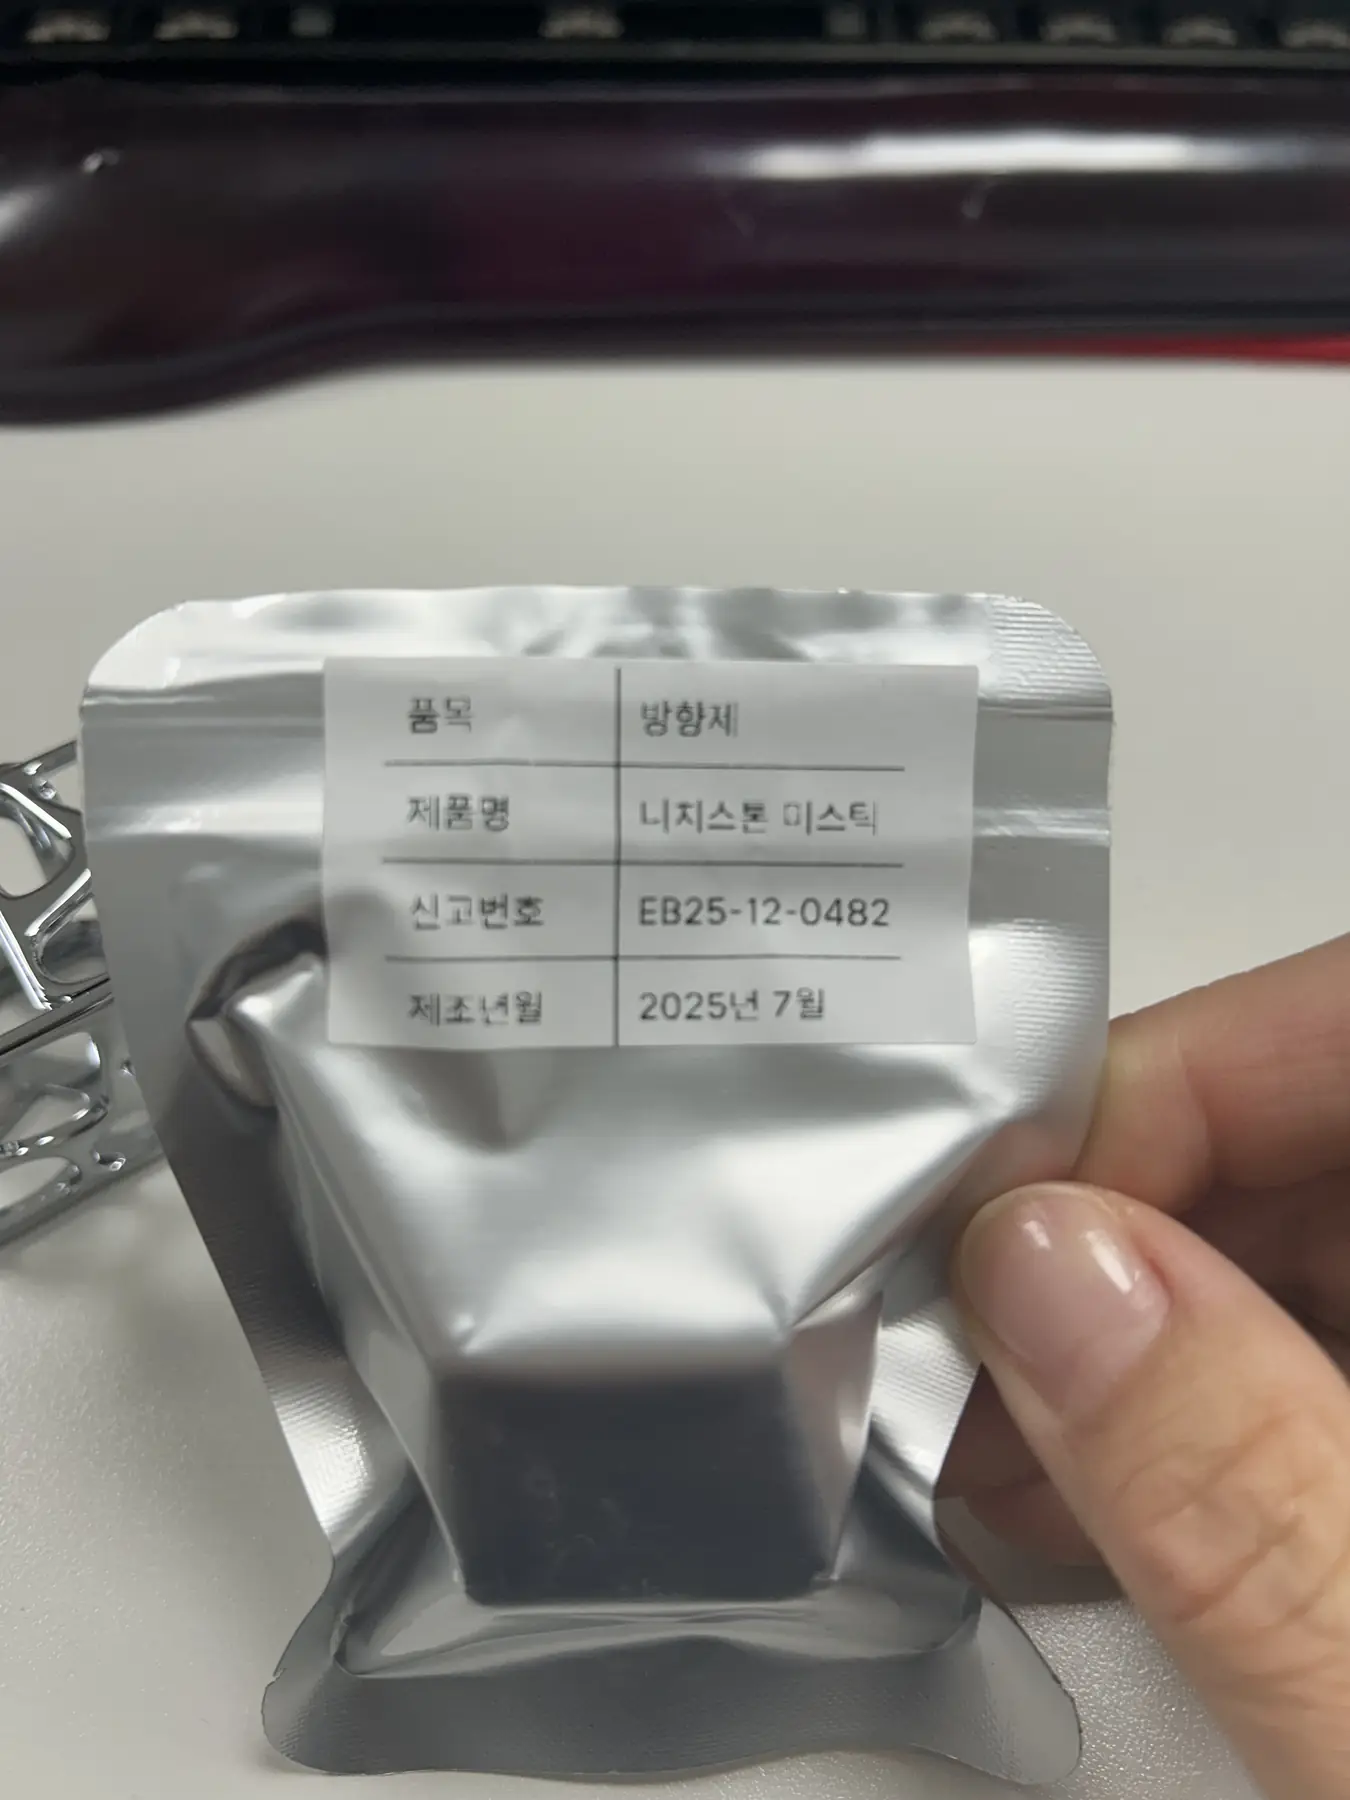 품목 방향제
제품명 니치스톤 미스틱
신고번호 EB25-12-0482
제조년월 2025년 7월